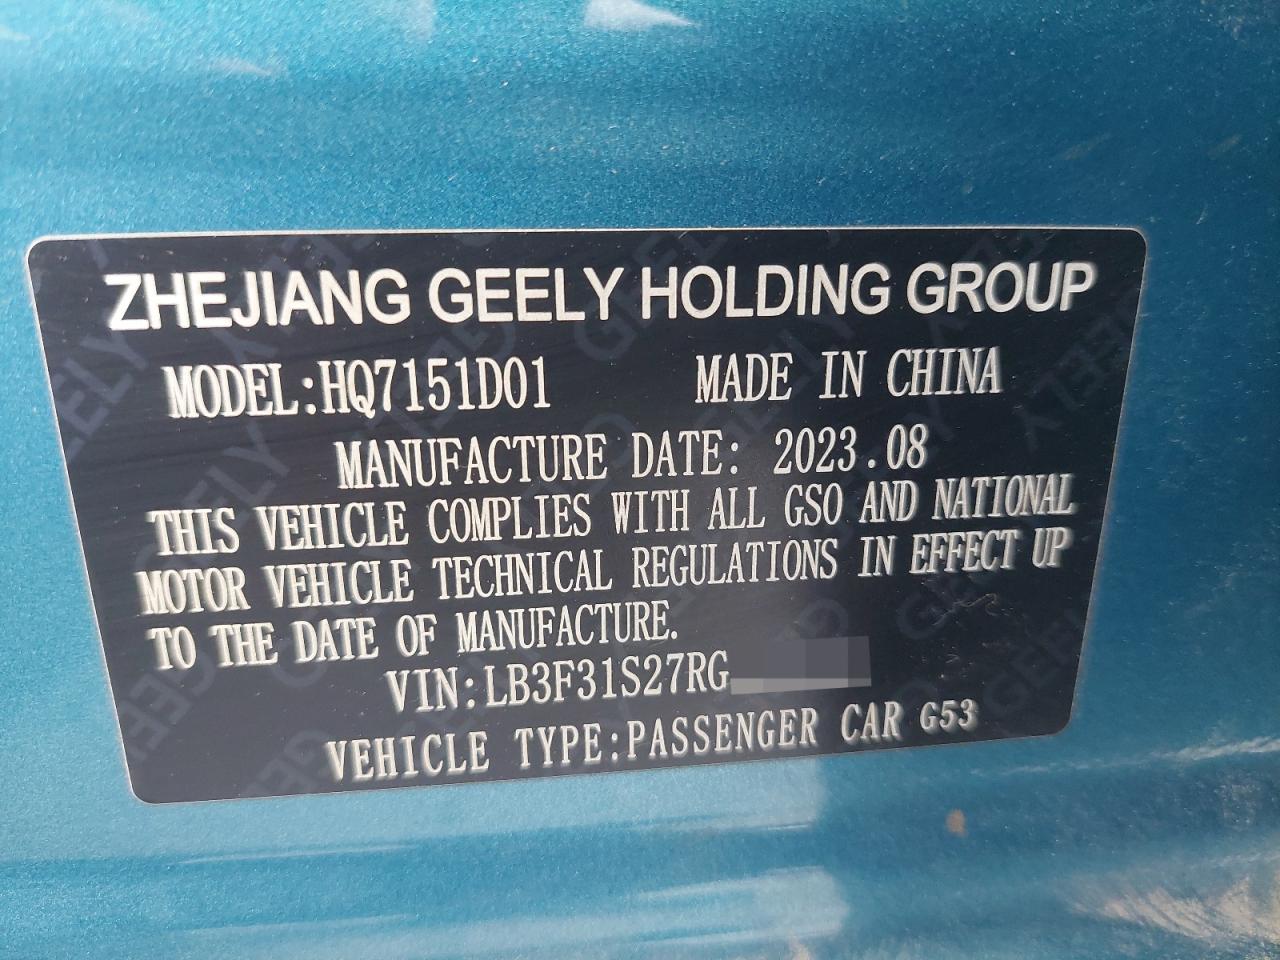 ZHEJIANG GEELY HOLDING GROUP
MODEL:HQ7151D01 MADE IN CHINA
MANUFACTURE DATE: 2023.08
THIS VEHICLE COMPLIES WITH ALL GSO AND NATIONAL
MOTOR VEHICLE TECHNICAL REGULATIONS IN EFFECT UP
TO THE DATE OF MANUFACTURE.
VIN:LB3F31S27RG
VEHICLE TYPE:PASSENGER CAR G53